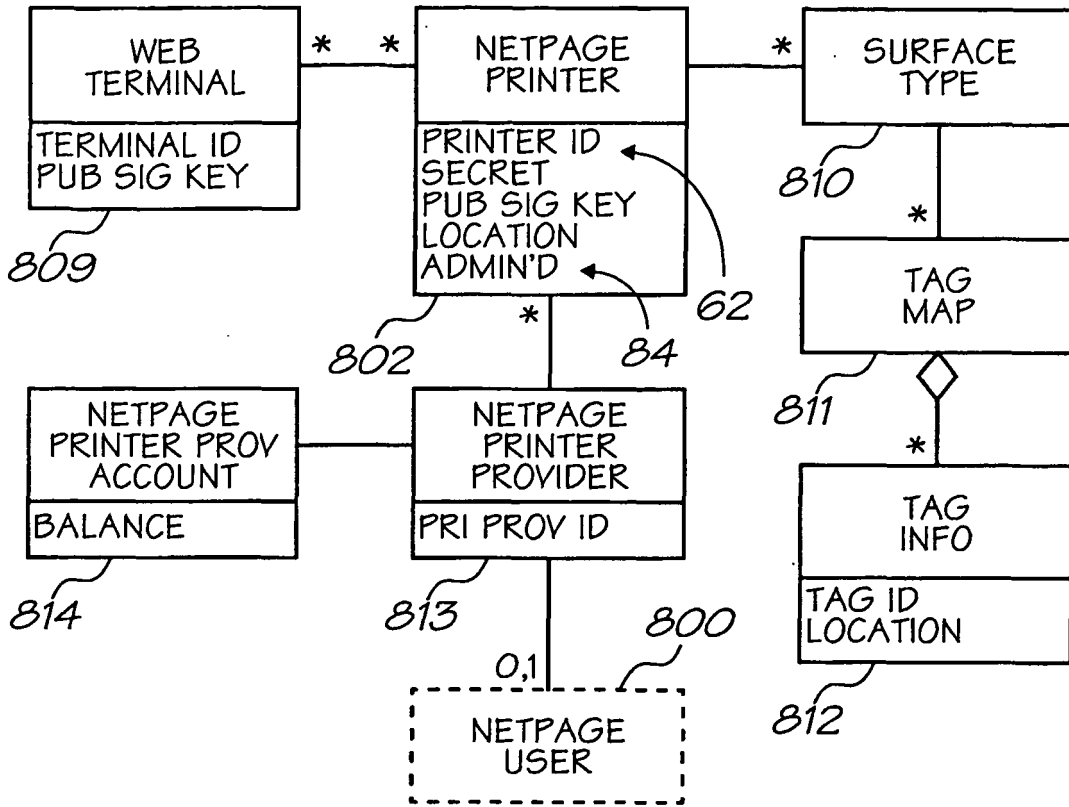 WEB
TERMINAL
TERMINAL ID
PUB SIG KEY
809
*
*
NETPAGE
PRINTER
PRINTER ID
SECRET
PUB SIG KEY
LOCATION
ADMIN'D
802
62
84
*
SURFACE
TYPE
810
*
TAG
MAP
811
*
TAG
INFO
TAG ID
LOCATION
812
*
NETPAGE
PRINTER PROV
ACCOUNT
BALANCE
814
NETPAGE
PRINTER
PROVIDER
PRI PROV ID
813
0,1
800
NETPAGE
USER